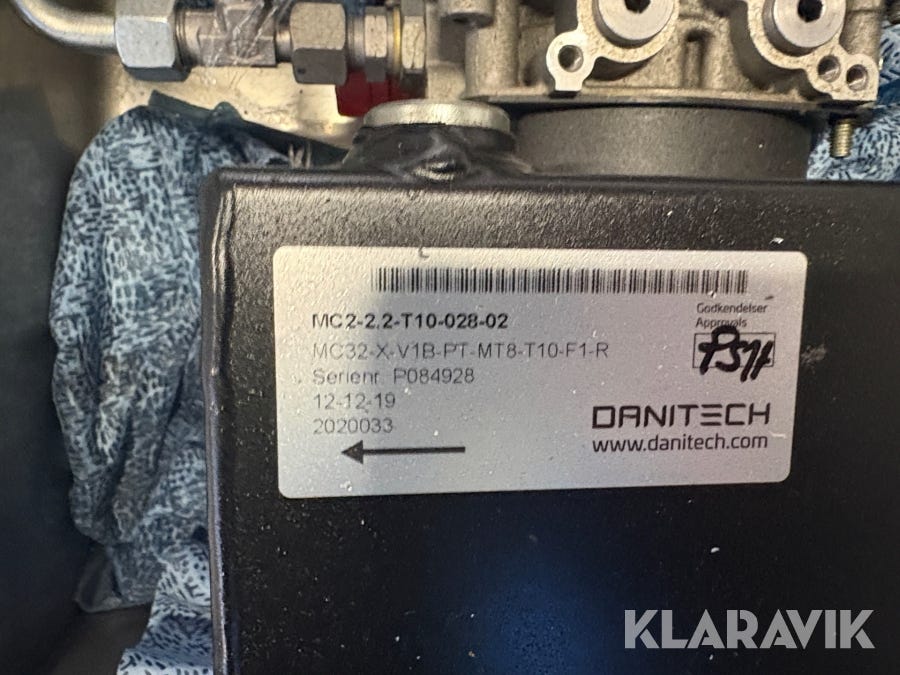 MC2-2.2-T10-028-02
MC32-X-V1B-PT-MT8-T10-F1-R
Serienr. P084928
12-12-19
2020033
Godkendelser
Approvals
DANITECH
www.danitech.com
KLARAVIK